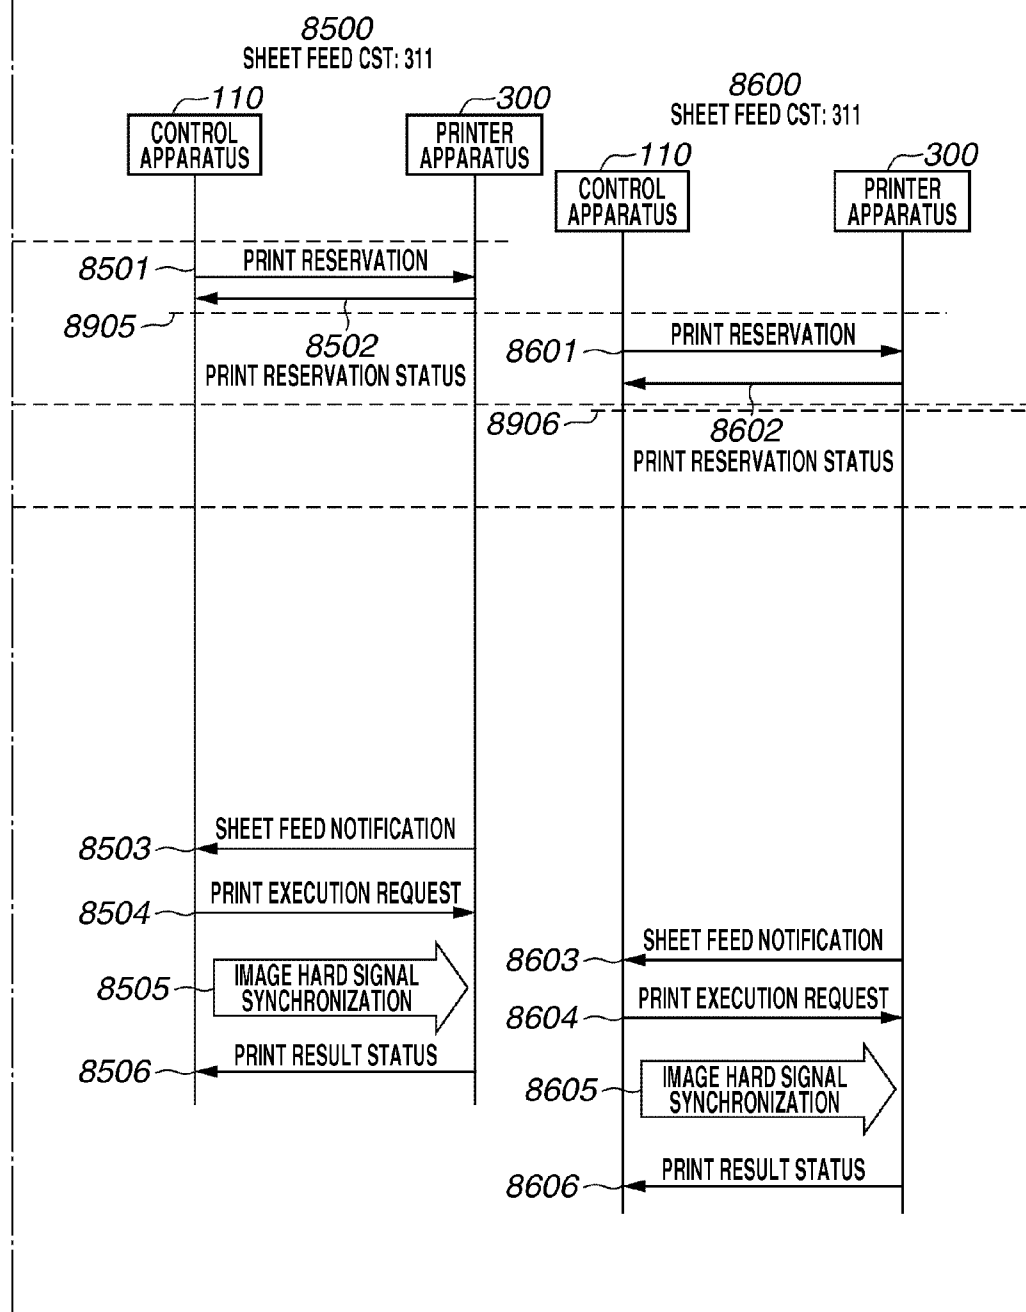 8500
SHEET FEED CST: 311
110
300
CONTROL
APPARATUS
PRINTER
APPARATUS
8600
SHEET FEED CST: 311
110
300
CONTROL
APPARATUS
PRINTER
APPARATUS
8501
PRINT RESERVATION
8905
8502
PRINT RESERVATION STATUS
8601
PRINT RESERVATION
8906
8602
PRINT RESERVATION STATUS
8503
SHEET FEED NOTIFICATION
8504
PRINT EXECUTION REQUEST
8505
IMAGE HARD SIGNAL
SYNCHRONIZATION
8506
PRINT RESULT STATUS
8603
SHEET FEED NOTIFICATION
8604
PRINT EXECUTION REQUEST
8605
IMAGE HARD SIGNAL
SYNCHRONIZATION
8606
PRINT RESULT STATUS